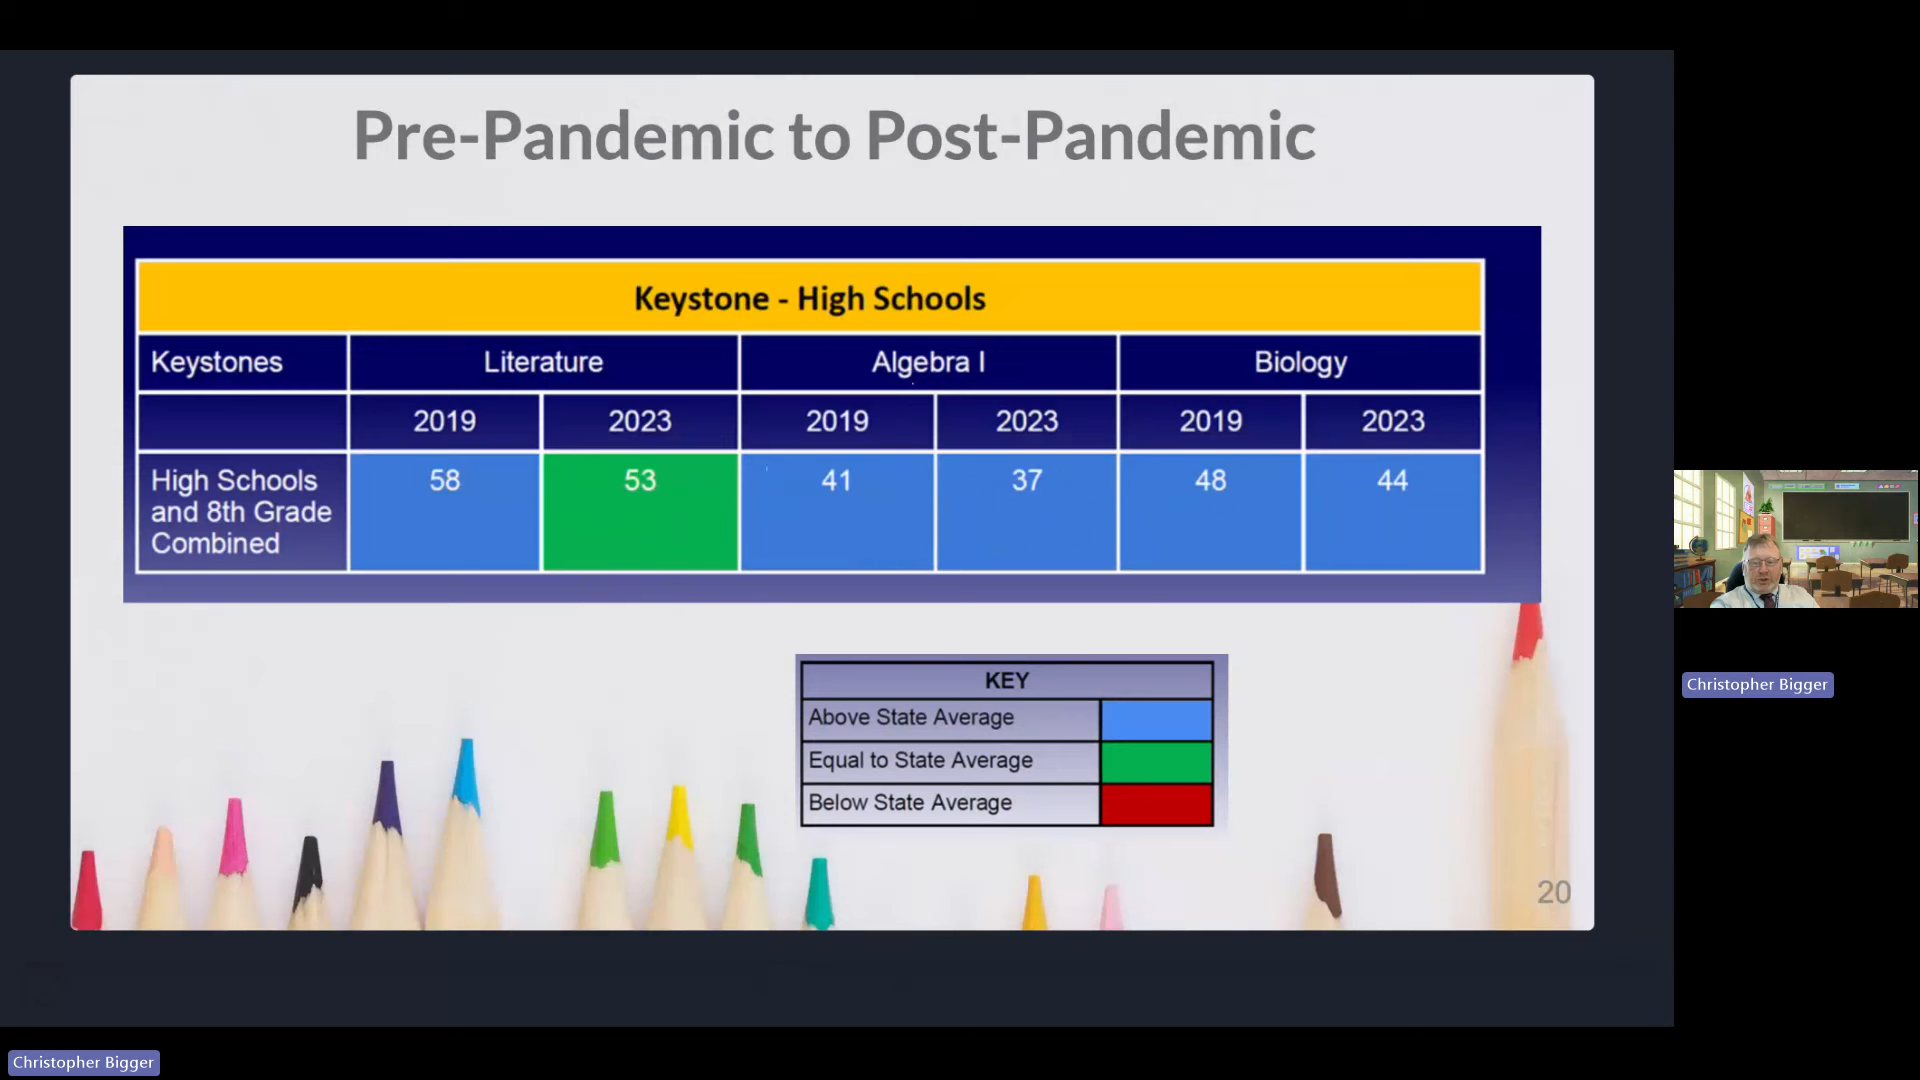 Pre-Pandemic to Post-Pandemic
Keystone - High Schools
Keystones Literature Algebra I Biology
2019 2023 2019 2023 2019 2023
High Schools 58 53 41 37 48 44
and 8th Grade
Combined
KEY
Above State Average
Equal to State Average
Below State Average
20
Christopher Bigger
Christopher Bigger